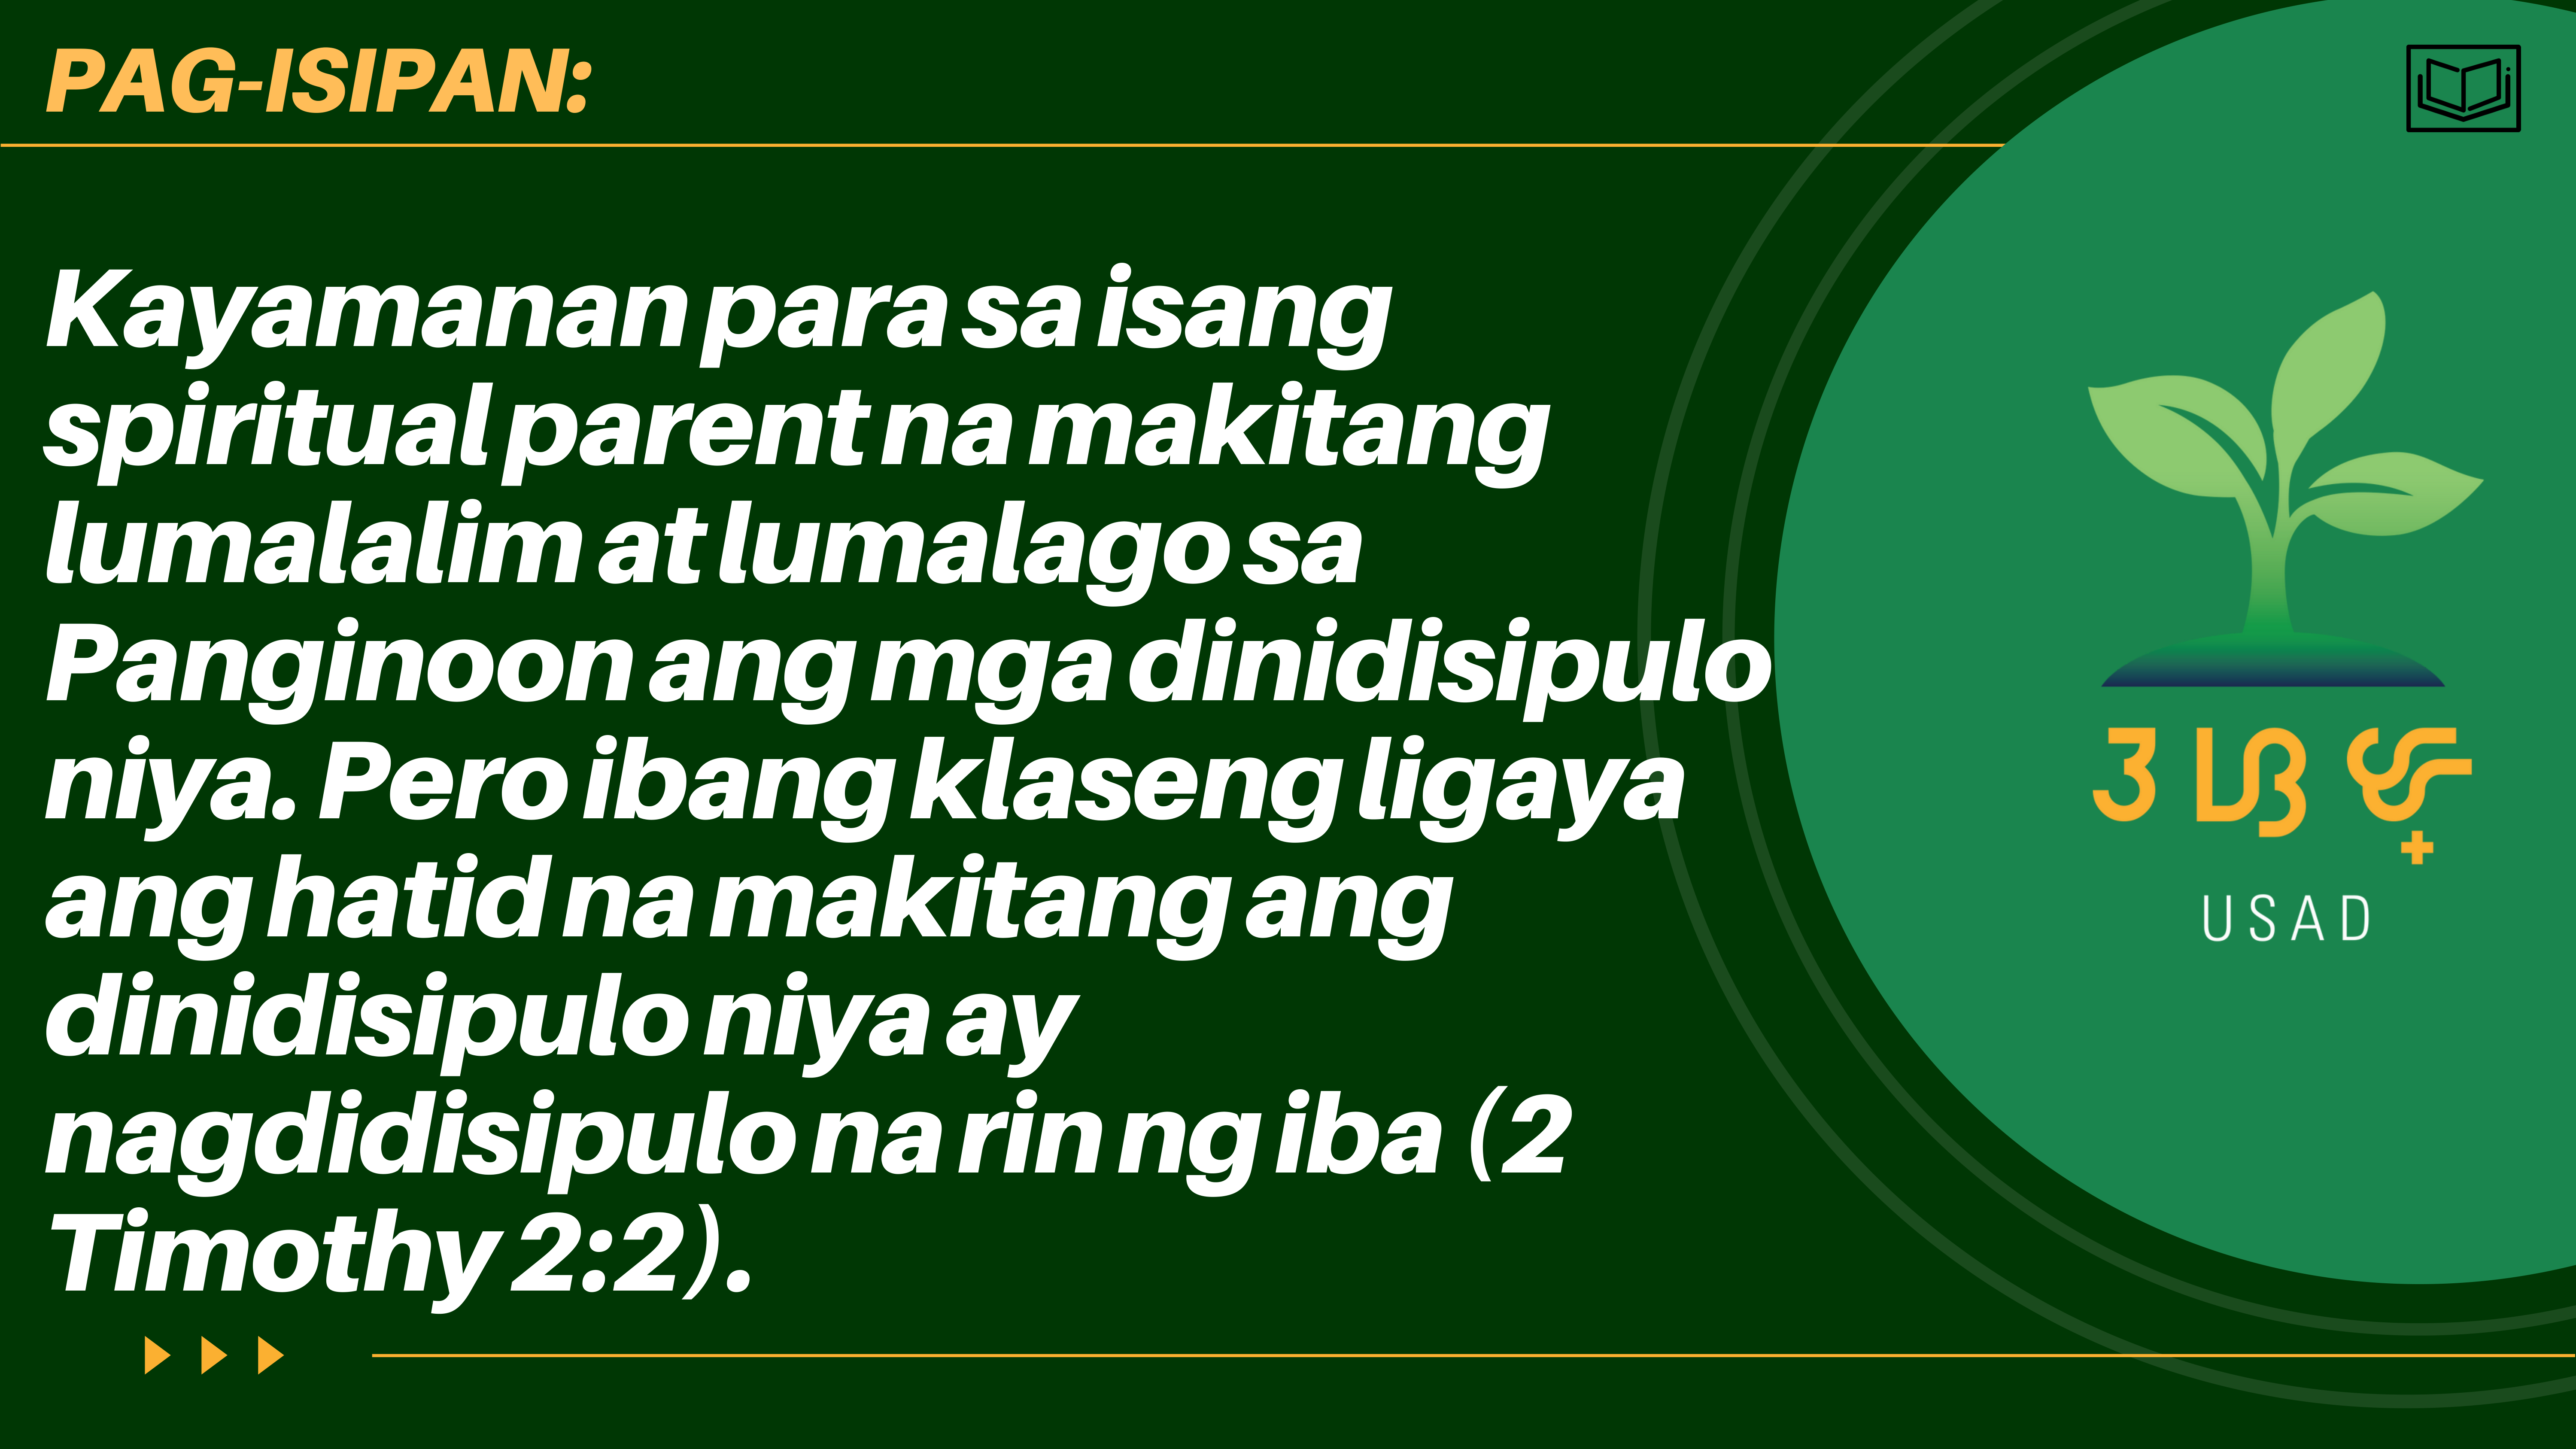 PAG-ISIPAN:
Kayamanan para sa isang
spiritual parent na makitang
lumalalim at lumalago sa
Panginoon ang mga dinidisipulo
niya. Pero ibang klaseng ligaya
ang hatid na makitang ang
dinidisipulo niya ay
nagdidisipulo na rin ng iba (2
Timothy 2:2).
ᜂ ᜐ ᜇ᜔
USAD